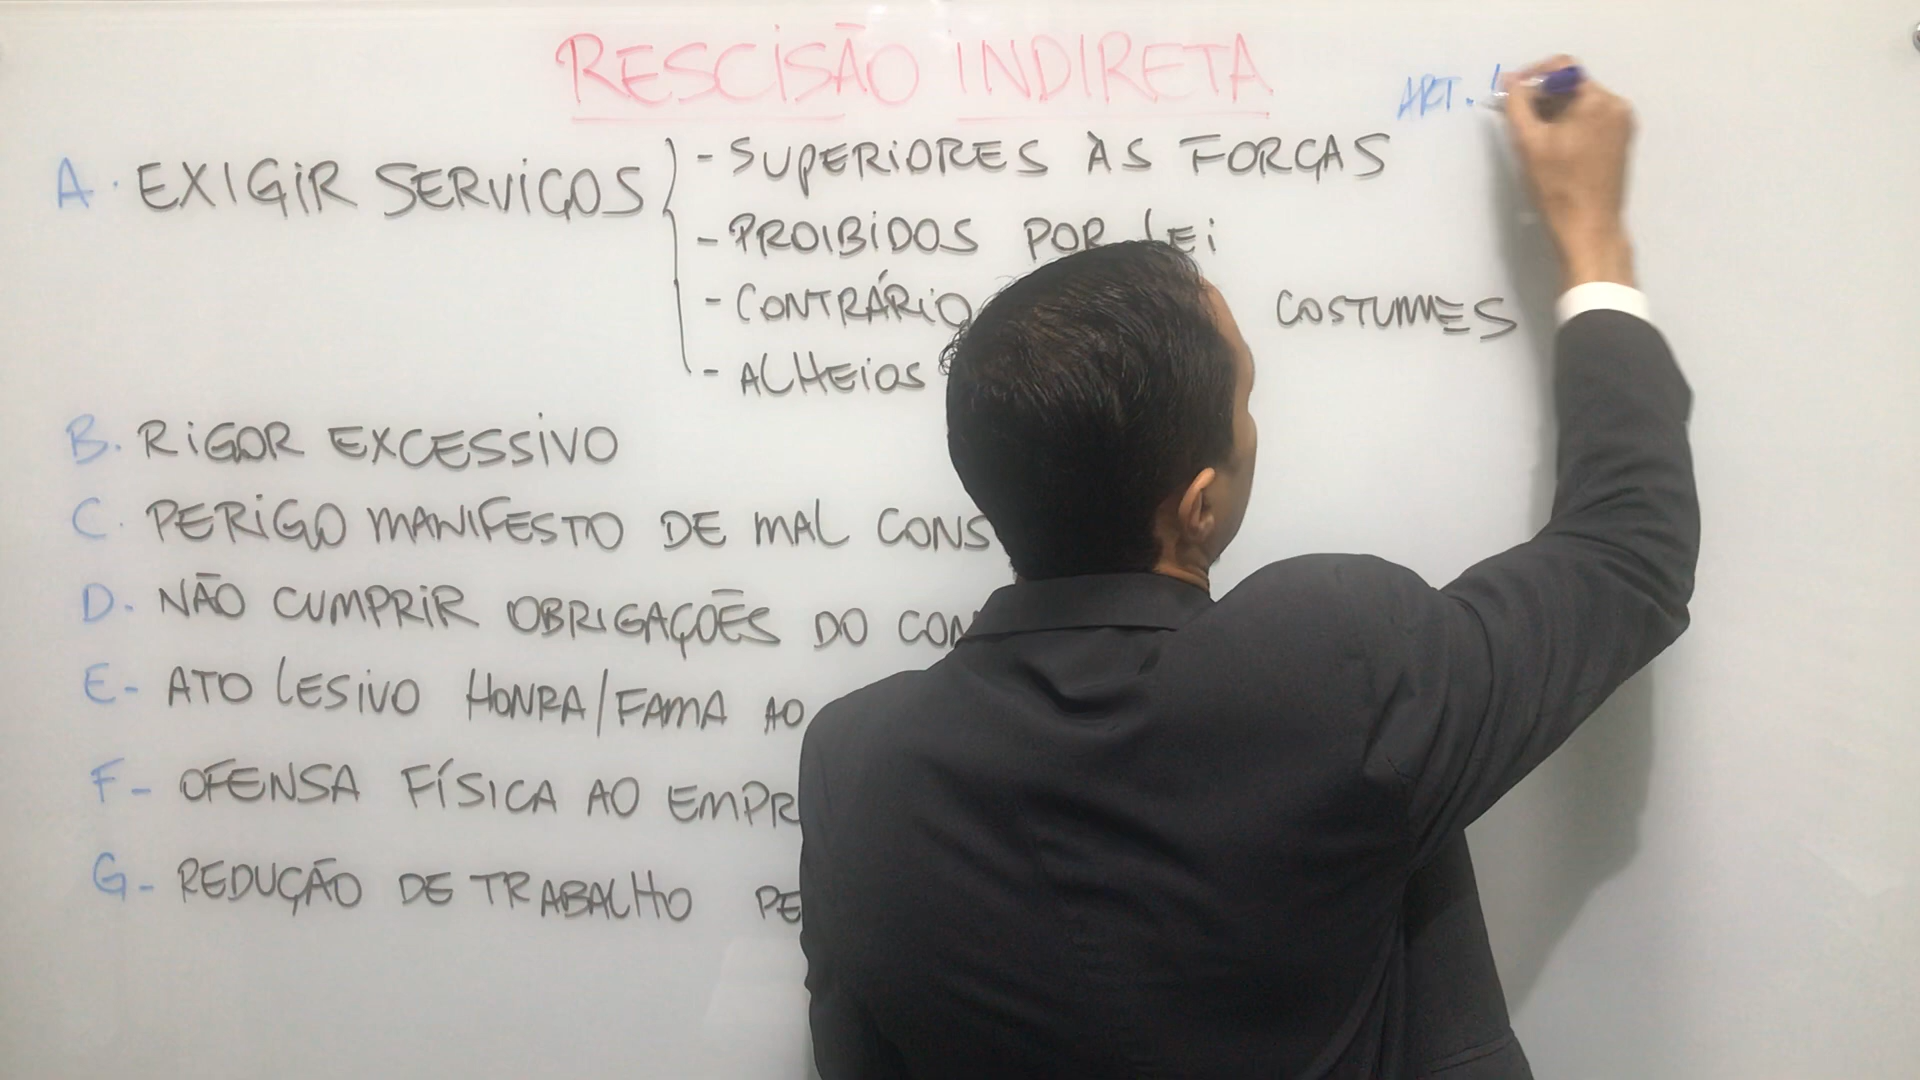 RESCISÃO INDIRETA
ART.
A. EXIGIR SERVIÇOS
- SUPERIORES ÀS FORÇAS
- PROIBIDOS POR LEI
- CONTRÁRIO COSTUMES
- ALHEIOS
B. RIGOR EXCESSIVO
C. PERIGO MANIFESTO DE MAL CONS
D. NÃO CUMPRIR OBRIGAÇÕES DO CON
E- ATO LESIVO HONRA/FAMA AO
F- OFENSA FÍSICA AO EMPR
G- REDUÇÃO DE TRABALHO PE